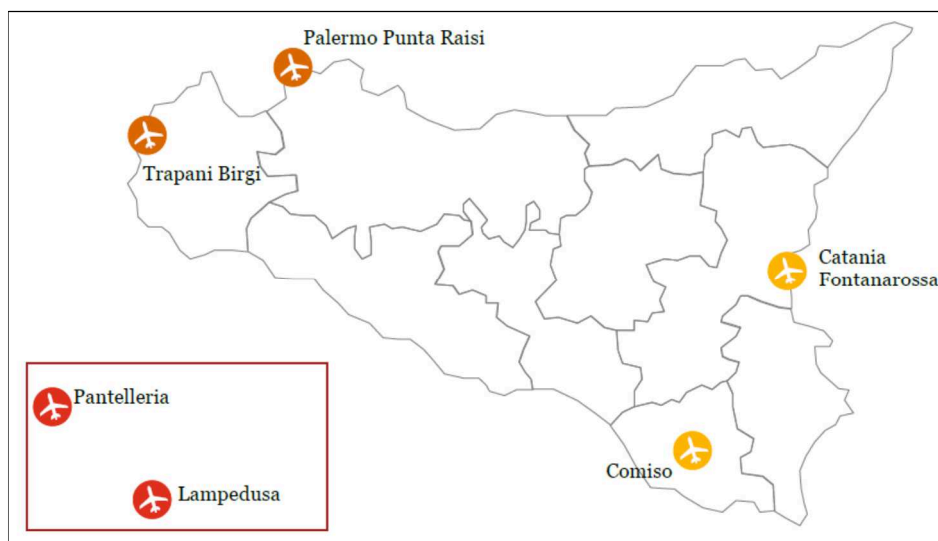 Palermo Punta Raisi
Trapani Birgi
Catania
Fontanarossa
Pantelleria
Comiso
Lampedusa